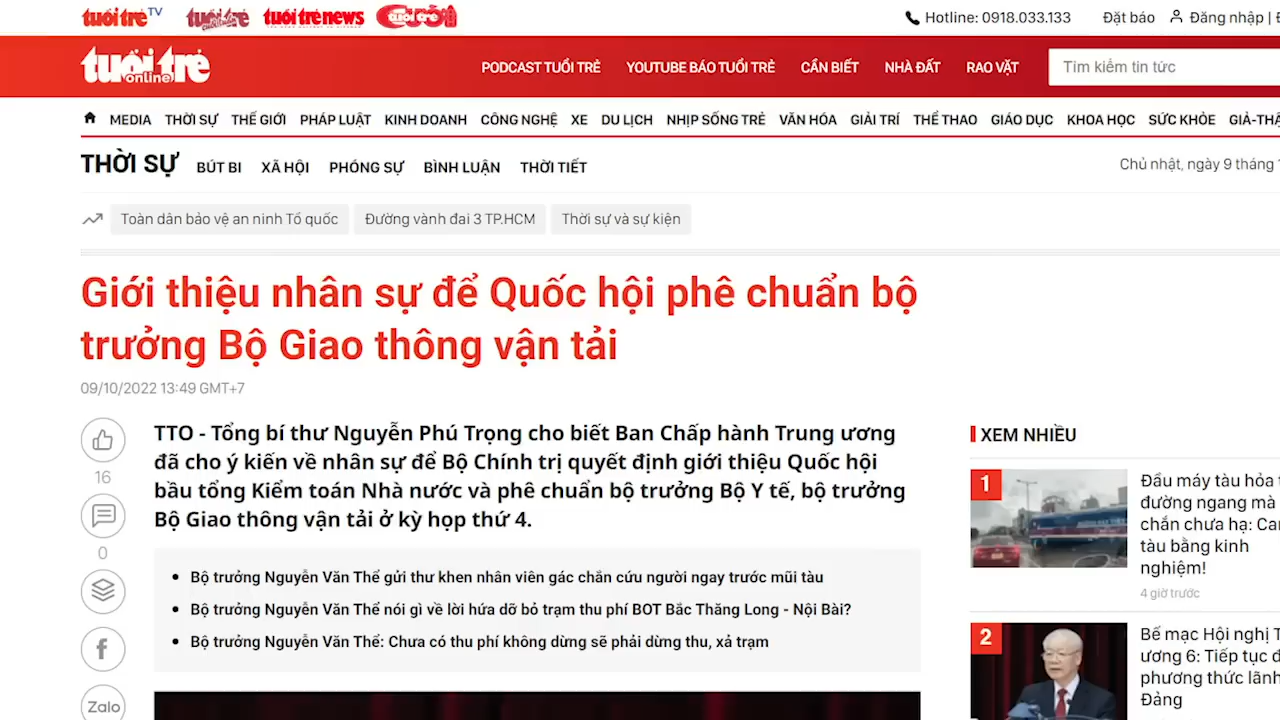 tuổi trẻ TV
tuổi trẻ
tuổi trẻ news
tuổi trẻ Cười
Hotline: 0918.033.133
Đặt báo
Đăng nhập |
tuổi trẻ online
PODCAST TUỔI TRẺ YOUTUBE BÁO TUỔI TRẺ CẦN BIẾT NHÀ ĐẤT RAO VẶT
Tìm kiếm tin tức
MEDIA THỜI SỰ THẾ GIỚI PHÁP LUẬT KINH DOANH CÔNG NGHỆ XE DU LỊCH NHỊP SỐNG TRẺ VĂN HÓA GIẢI TRÍ THỂ THAO GIÁO DỤC KHOA HỌC SỨC KHỎE
THỜI SỰ BÚT BI XÃ HỘI PHÓNG SỰ BÌNH LUẬN THỜI TIẾT
Chủ nhật, ngày 9 tháng
Toàn dân bảo vệ an ninh Tổ quốc Đường vành đai 3 TP.HCM Thời sự và sự kiện
Giới thiệu nhân sự để Quốc hội phê chuẩn bộ
trưởng Bộ Giao thông vận tải
09/10/2022 13:49 GMT+7
16
0
Zalo
TTO - Tổng bí thư Nguyễn Phú Trọng cho biết Ban Chấp hành Trung ương
đã cho ý kiến về nhân sự để Bộ Chính trị quyết định giới thiệu Quốc hội
bầu tổng Kiểm toán Nhà nước và phê chuẩn bộ trưởng Bộ Y tế, bộ trưởng
Bộ Giao thông vận tải ở kỳ họp thứ 4.
Bộ trưởng Nguyễn Văn Thể gửi thư khen nhân viên gác chắn cứu người ngay trước mũi tàu
Bộ trưởng Nguyễn Văn Thể nói gì về lời hứa dỡ bỏ trạm thu phí BOT Bắc Thăng Long - Nội Bài?
Bộ trưởng Nguyễn Văn Thể: Chưa có thu phí không dừng sẽ phải dừng thu, xả trạm
XEM NHIỀU
1
Đầu máy tàu hỏa
đường ngang mà
chắn chưa hạ:
tàu bằng kinh
nghiệm!
4 giờ trước
2
Bế mạc Hội nghị
ương 6: Tiếp tục
phương thức lãnh
Đảng